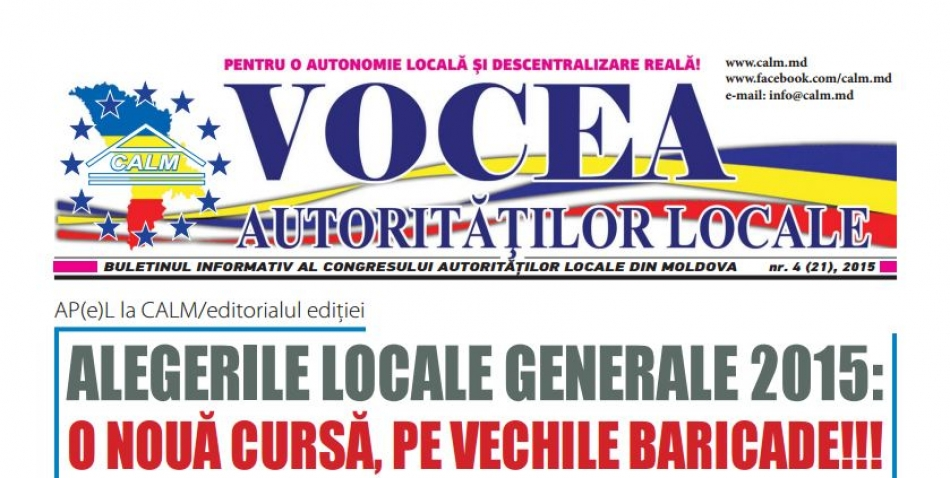 PENTRU O AUTONOMIE LOCALĂ ȘI DESCENTRALIZARE REALĂ!
www.calm.md
www.facebook.com/calm.md
e-mail: info@calm.md
CALM
VOCEA
AUTORITĂŢILOR LOCALE
BULETINUL INFORMATIV AL CONGRESULUI AUTORITĂȚILOR LOCALE DIN MOLDOVA nr. 4 (21), 2015
AP(e)L la CALM/editorialul ediției
ALEGERILE LOCALE GENERALE 2015:
O NOUĂ CURSĂ, PE VECHILE BARICADE!!!